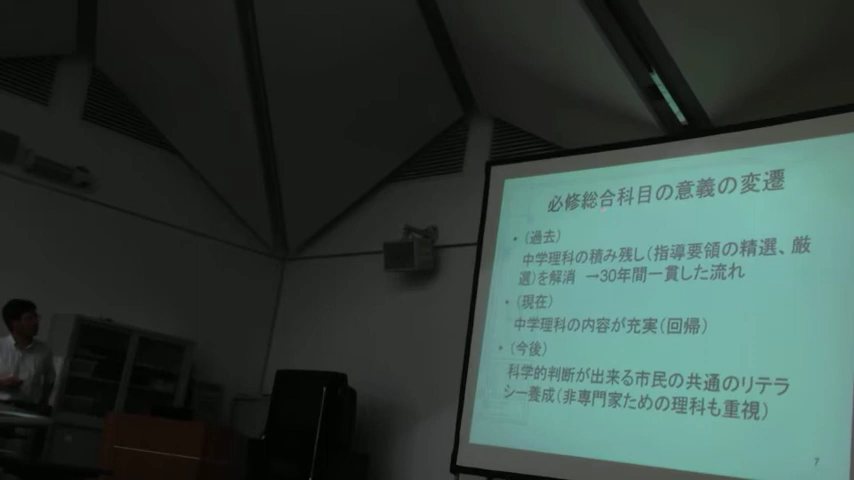 必修総合科目の意義の変遷
• (過去)
中学理科の積み残し(指導要領の精選、厳
選)を解消 →30年間一貫した流れ
• (現在)
中学理科の内容が充実(回帰)
• (今後)
科学的判断が出来る市民の共通のリテラ
シー養成(非専門家ための理科も重視)
7